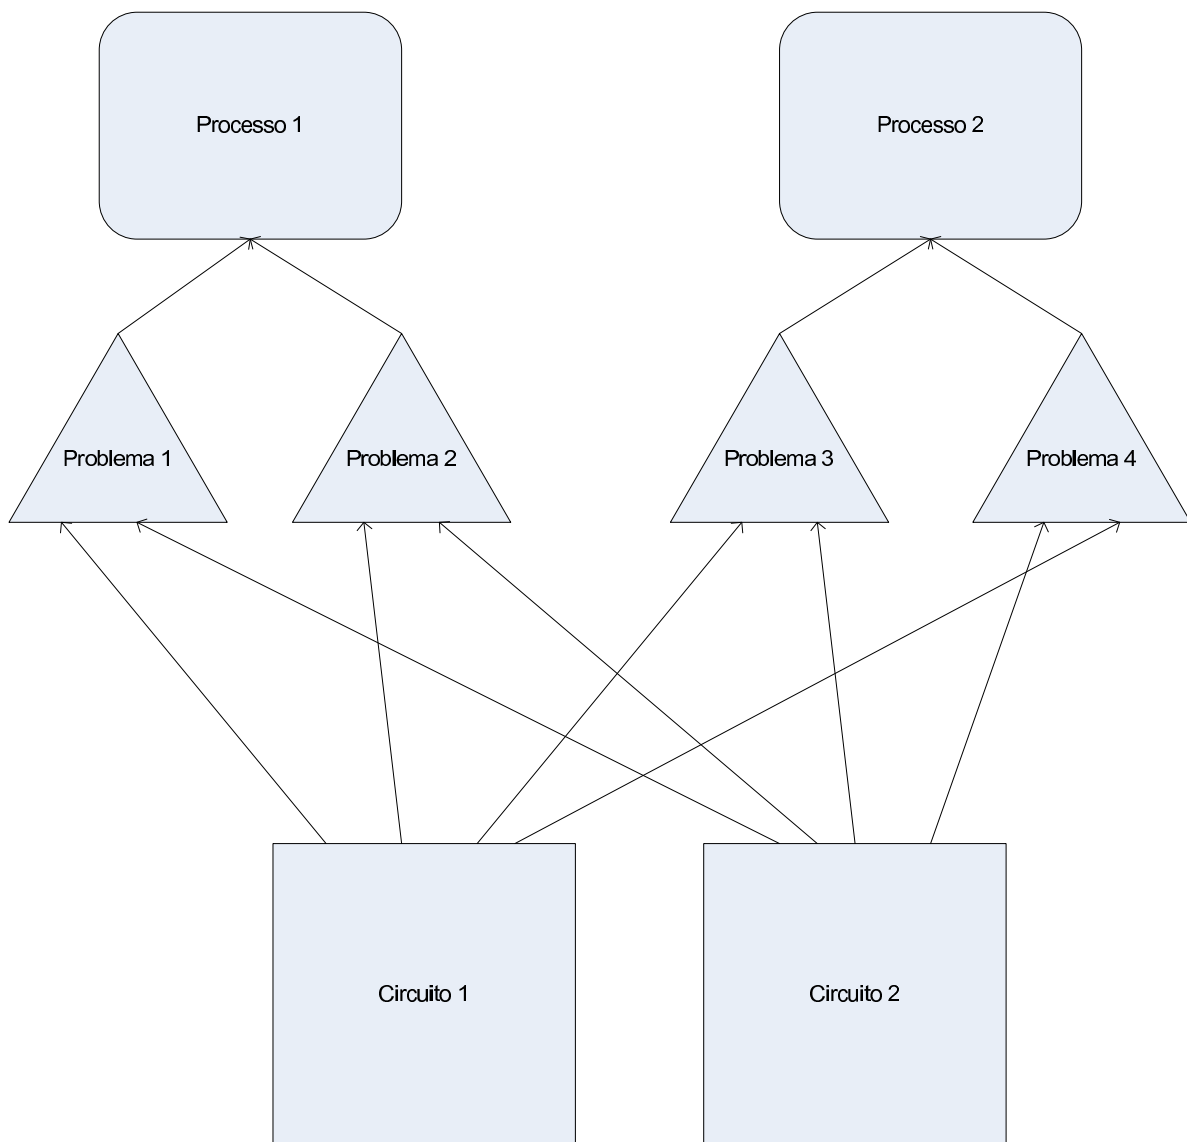 Processo 1
Processo 2
Problema 1
Problema 2
Problema 3
Problema 4
Circuito 1
Circuito 2